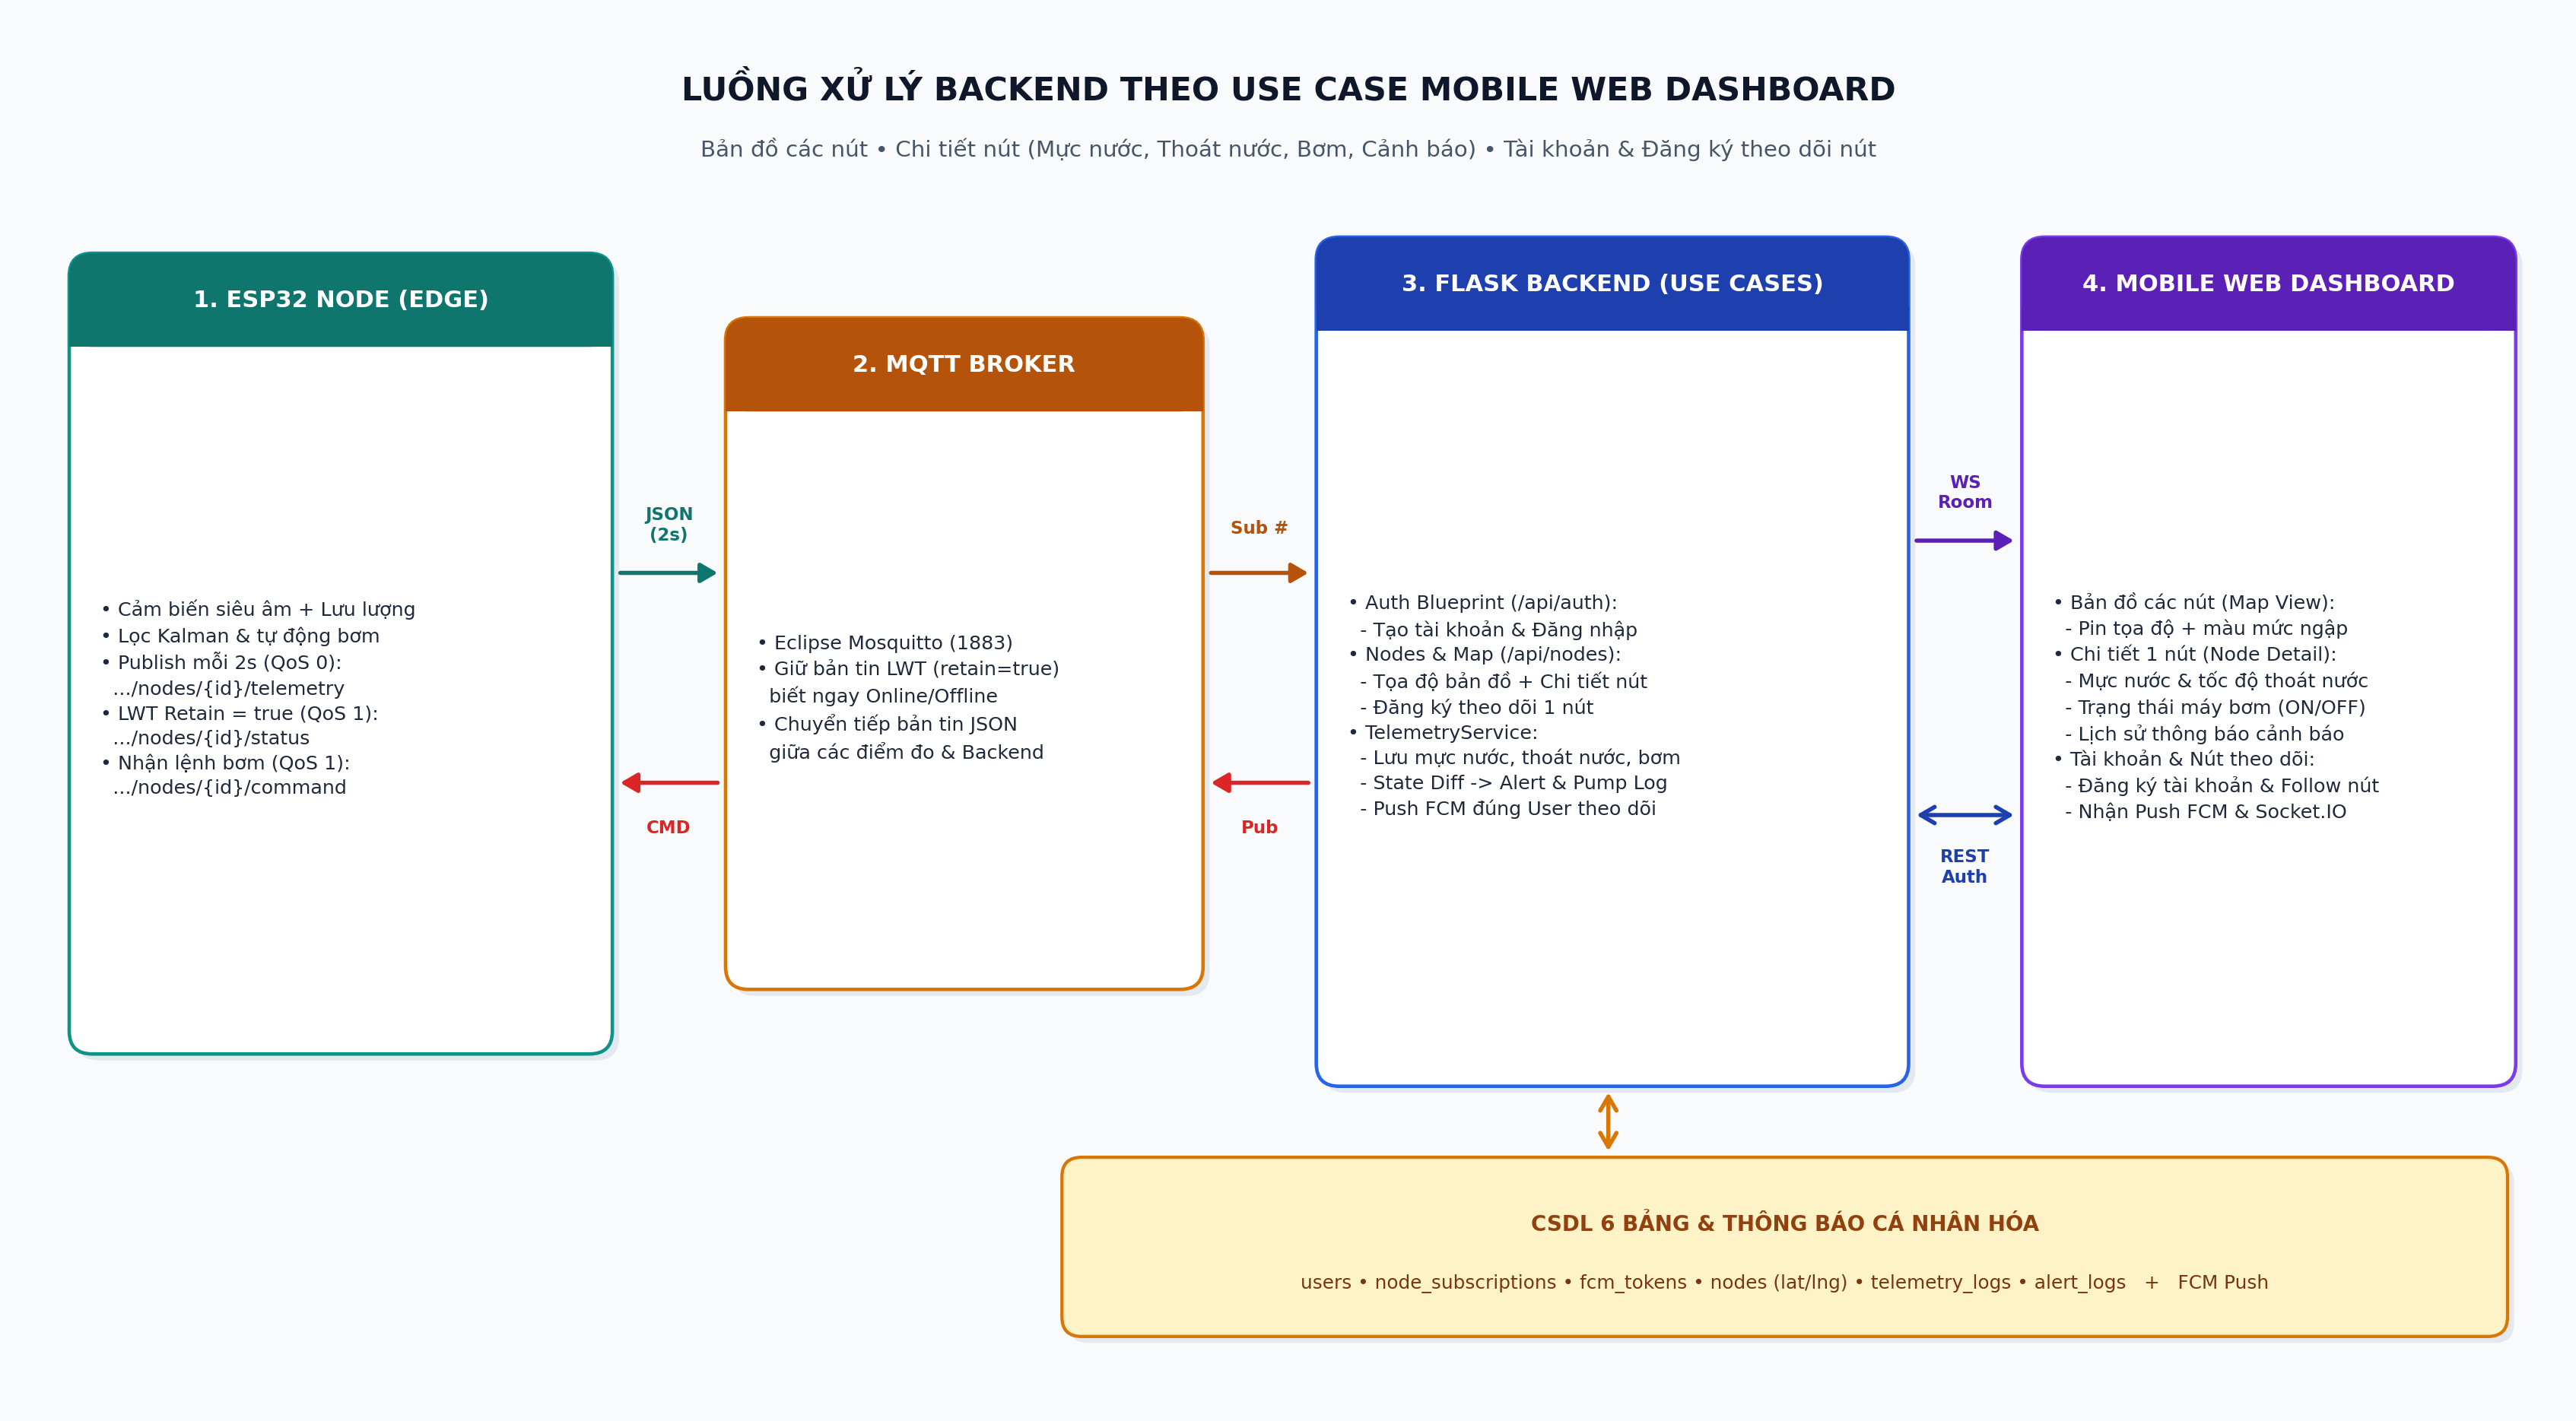 LUỒNG XỬ LÝ BACKEND THEO USE CASE MOBILE WEB DASHBOARD
Bản đồ các nút • Chi tiết nút (Mực nước, Thoát nước, Bơm, Cảnh báo) • Tài khoản & Đăng ký theo dõi nút
1. ESP32 NODE (EDGE)
• Cảm biến siêu âm + Lưu lượng
• Lọc Kalman & tự động bơm
• Publish mỗi 2s (QoS 0):
.../nodes/{id}/telemetry
• LWT Retain = true (QoS 1):
.../nodes/{id}/status
• Nhận lệnh bơm (QoS 1):
.../nodes/{id}/command
JSON
(2s)
CMD
2. MQTT BROKER
• Eclipse Mosquitto (1883)
• Giữ bản tin LWT (retain=true)
biết ngay Online/Offline
• Chuyển tiếp bản tin JSON
giữa các điểm đo & Backend
Sub #
Pub
3. FLASK BACKEND (USE CASES)
• Auth Blueprint (/api/auth):
- Tạo tài khoản & Đăng nhập
• Nodes & Map (/api/nodes):
- Tọa độ bản đồ + Chi tiết nút
- Đăng ký theo dõi 1 nút
• TelemetryService:
- Lưu mực nước, thoát nước, bơm
- State Diff -> Alert & Pump Log
- Push FCM đúng User theo dõi
WS
Room
REST
Auth
4. MOBILE WEB DASHBOARD
• Bản đồ các nút (Map View):
- Pin tọa độ + màu mức ngập
• Chi tiết 1 nút (Node Detail):
- Mực nước & tốc độ thoát nước
- Trạng thái máy bơm (ON/OFF)
- Lịch sử thông báo cảnh báo
• Tài khoản & Nút theo dõi:
- Đăng ký tài khoản & Follow nút
- Nhận Push FCM & Socket.IO
CSDL 6 BẢNG & THÔNG BÁO CÁ NHÂN HÓA
users • node_subscriptions • fcm_tokens • nodes (lat/lng) • telemetry_logs • alert_logs + FCM Push